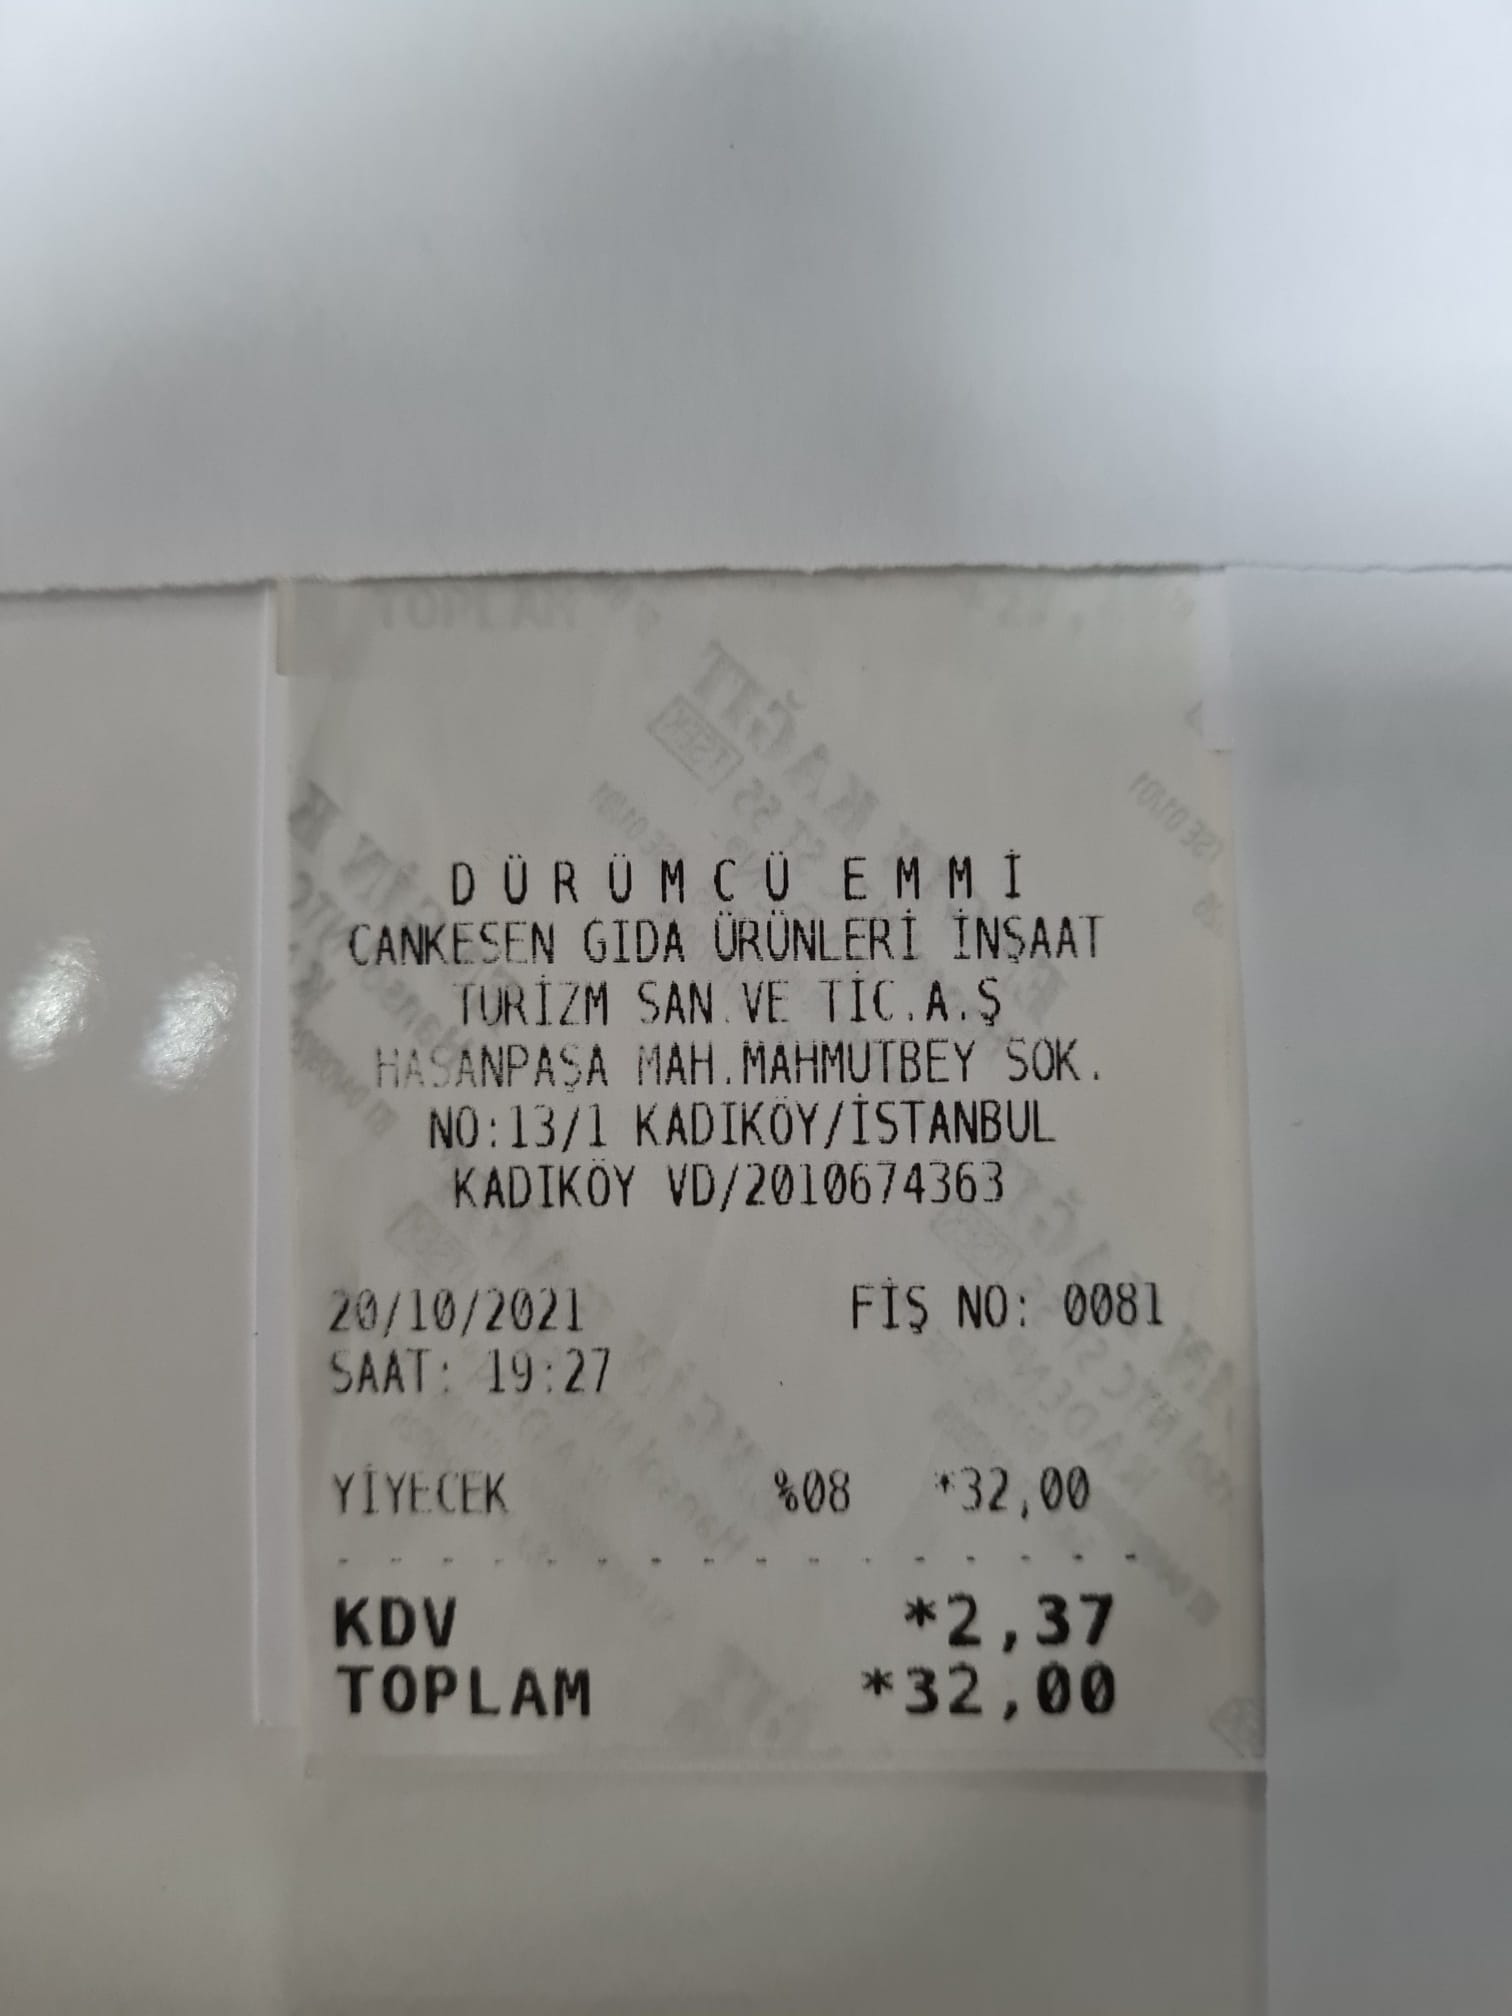 DÜRÜMCÜ EMMİ
CANKESEN GIDA ÜRÜNLERİ İNŞAAT
TURİZM SAN.VE TİC.A.Ş
HASANPAŞA MAH.MAHMUTBEY SOK.
NO:13/1 KADIKÖY/İSTANBUL
KADIKÖY VD/2010674363
20/10/2021 FİŞ NO: 0081
SAAT: 19:27
YİYECEK %08 *32,00
KDV *2,37
TOPLAM *32,00